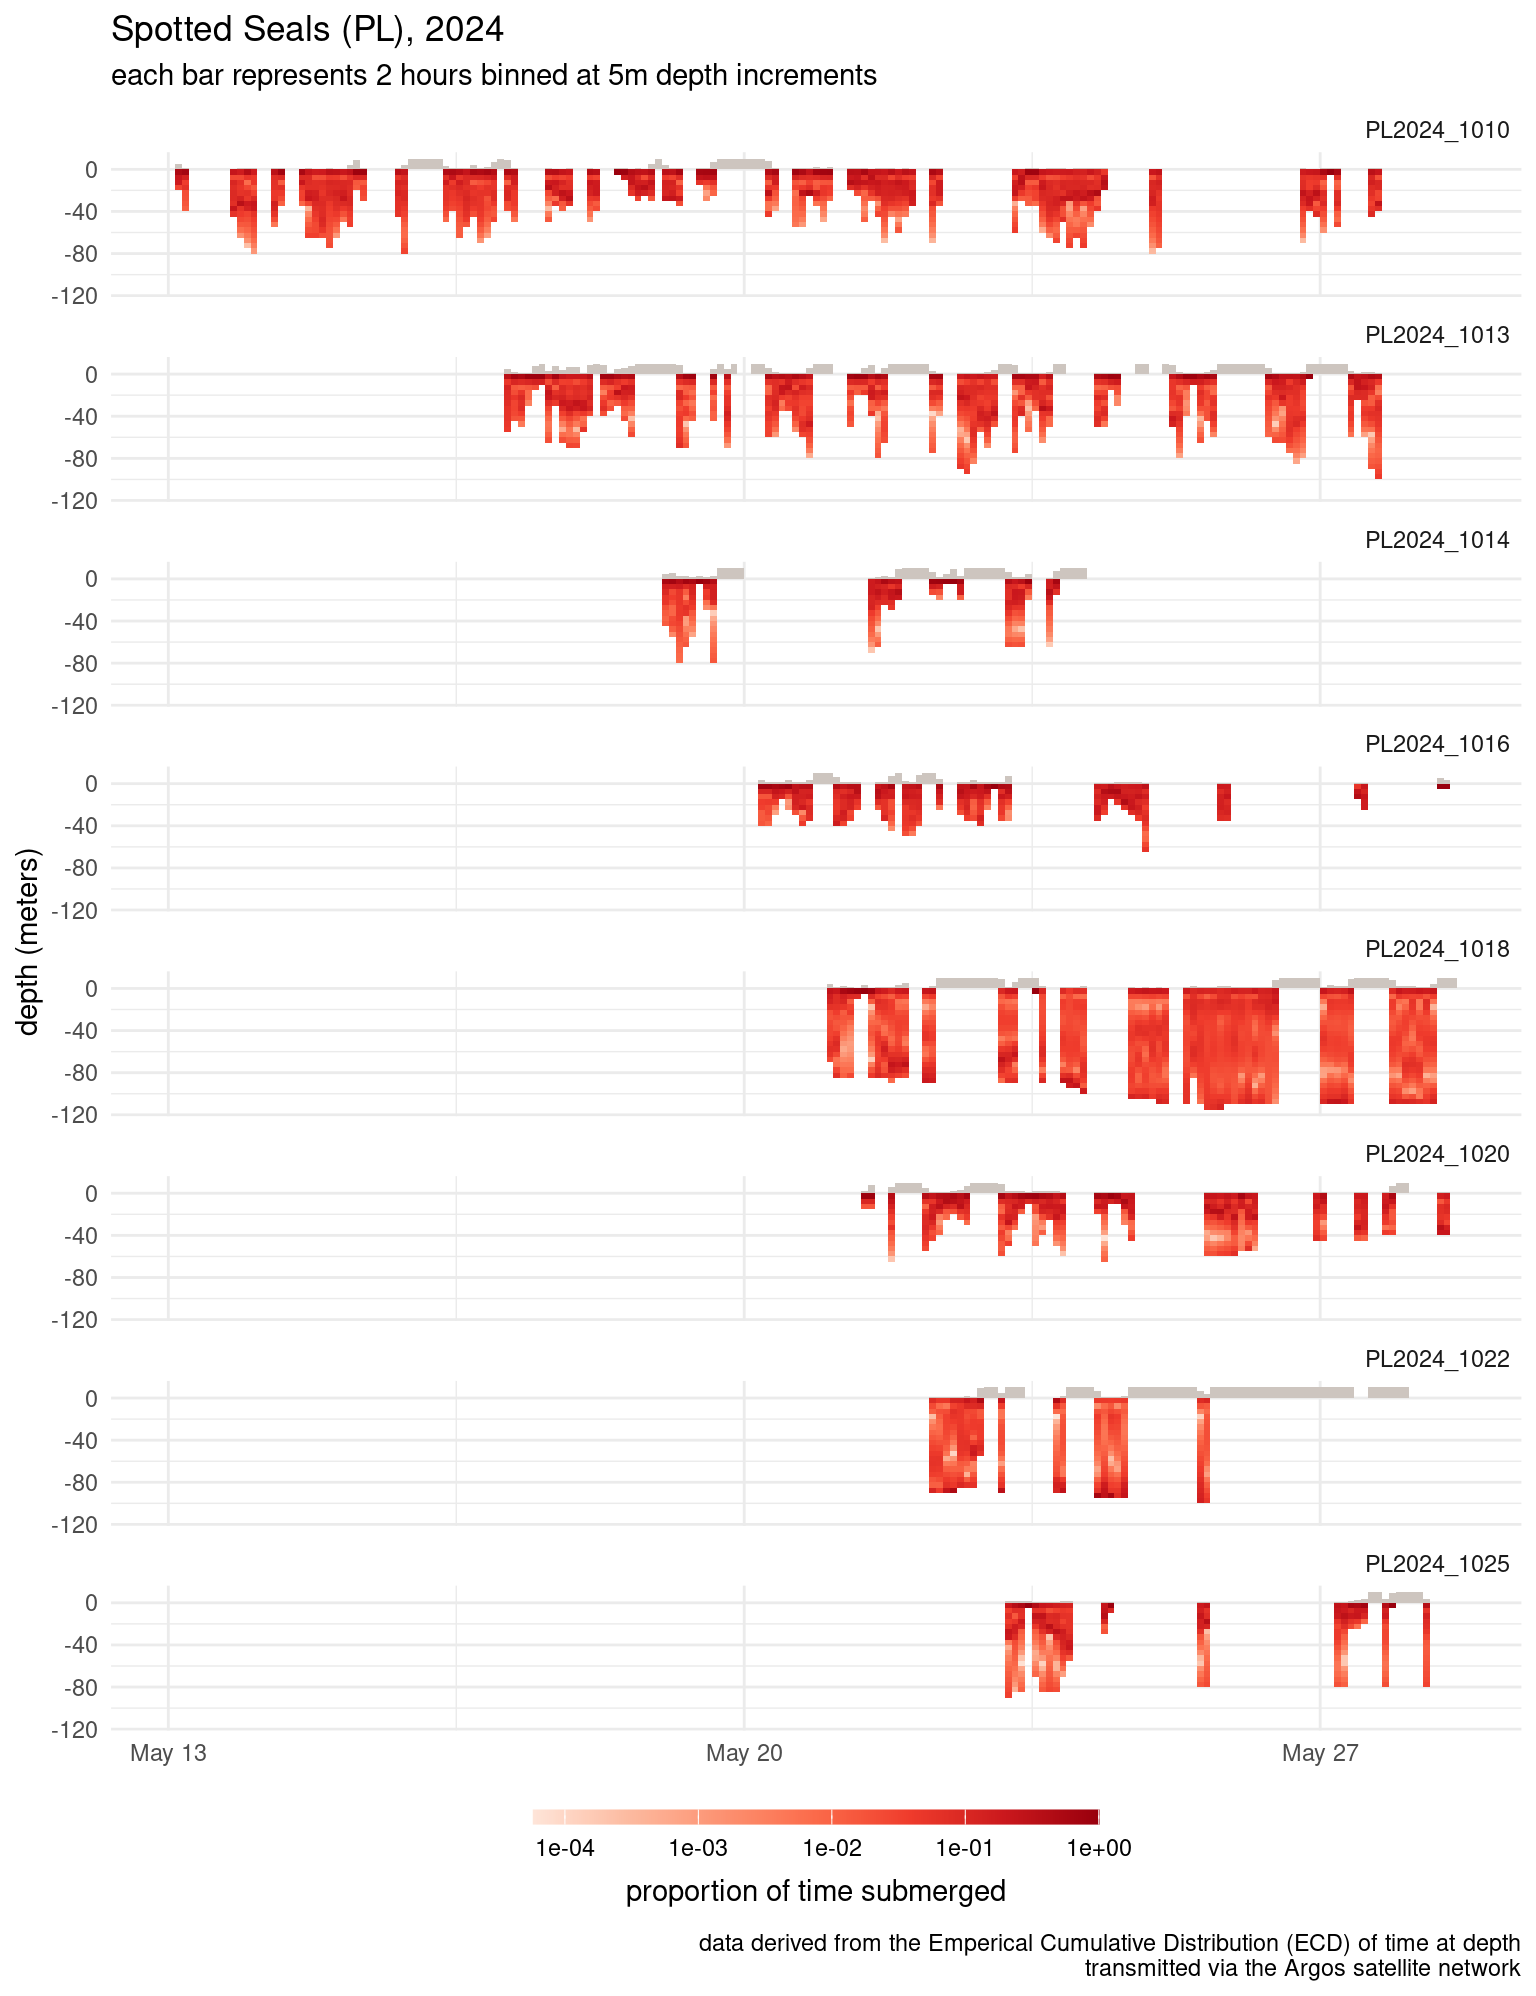 Spotted Seals (PL), 2024
each bar represents 2 hours binned at 5m depth increments
PL2024_1010
0
-40
-80
-120
PL2024_1013
0
-40
-80
-120
PL2024_1014
0
-40
-80
-120
PL2024_1016
0
-40
-80
-120
depth (meters)
PL2024_1018
0
-40
-80
-120
PL2024_1020
0
-40
-80
-120
PL2024_1022
0
-40
-80
-120
PL2024_1025
0
-40
-80
-120
May 13 May 20 May 27
1e-04 1e-03 1e-02 1e-01 1e+00
proportion of time submerged
data derived from the Emperical Cumulative Distribution (ECD) of time at depth
transmitted via the Argos satellite network